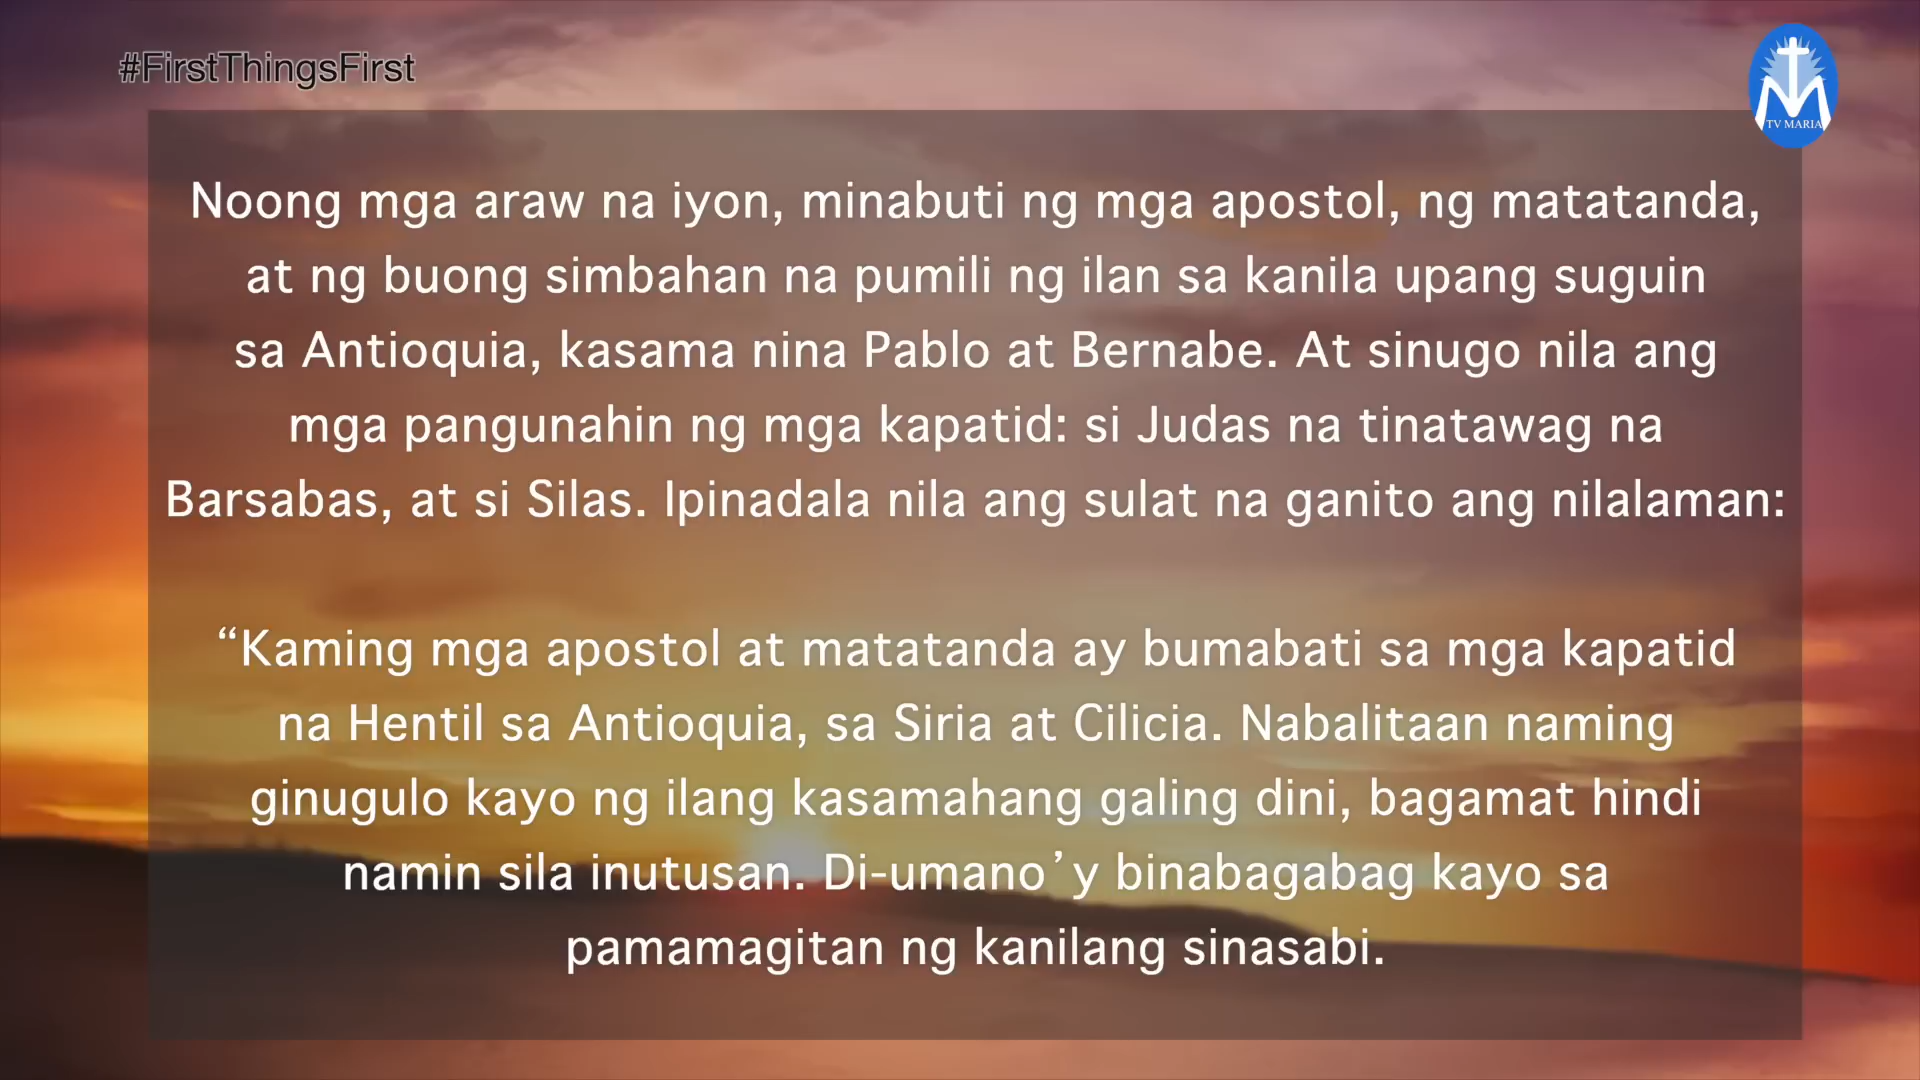 #FirstThingsFirst
TV MARIA
Noong mga araw na iyon, minabuti ng mga apostol, ng matatanda,
at ng buong simbahan na pumili ng ilan sa kanila upang suguin
sa Antioquia, kasama nina Pablo at Bernabe. At sinugo nila ang
mga pangunahin ng mga kapatid: si Judas na tinatawag na
Barsabas, at si Silas. Ipinadala nila ang sulat na ganito ang nilalaman:
“Kaming mga apostol at matatanda ay bumabati sa mga kapatid
na Hentil sa Antioquia, sa Siria at Cilicia. Nabalitaan naming
ginugulo kayo ng ilang kasamahang galing dini, bagamat hindi
namin sila inutusan. Di-umano’y binabagabag kayo sa
pamamagitan ng kanilang sinasabi.